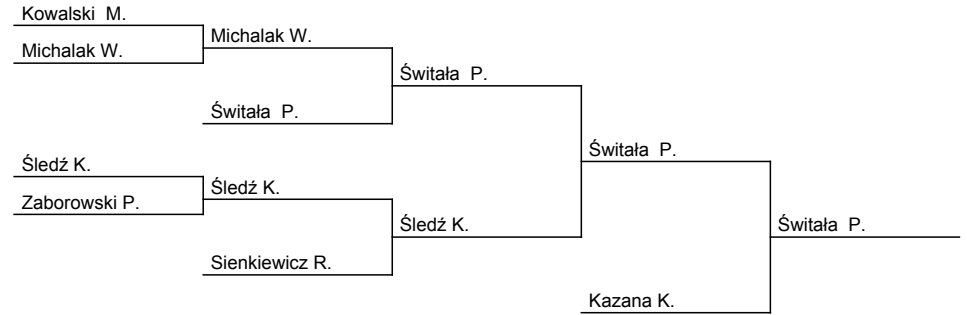 Kowalski  M.
Michalak W.
Michalak W.
Świtała  P.
Świtała  P.
Świtała  P.
Śledź K.
Śledź K.
Zaborowski P.
Śledź K.
Świtała  P.
Sienkiewicz R.
Kazana K.